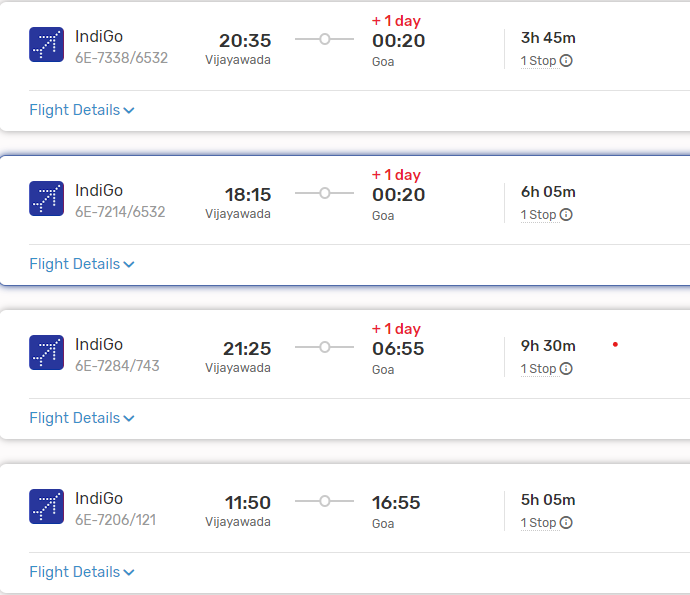 + 1 day
IndiGo 20:35 00:20 3h 45m
6E-7338/6532 Vijayawada Goa 1 Stop
Flight Details
+ 1 day
IndiGo 18:15 00:20 6h 05m
6E-7214/6532 Vijayawada Goa 1 Stop
Flight Details
+ 1 day
IndiGo 21:25 06:55 9h 30m
6E-7284/743 Vijayawada Goa 1 Stop
Flight Details
IndiGo 11:50 16:55 5h 05m
6E-7206/121 Vijayawada Goa 1 Stop
Flight Details